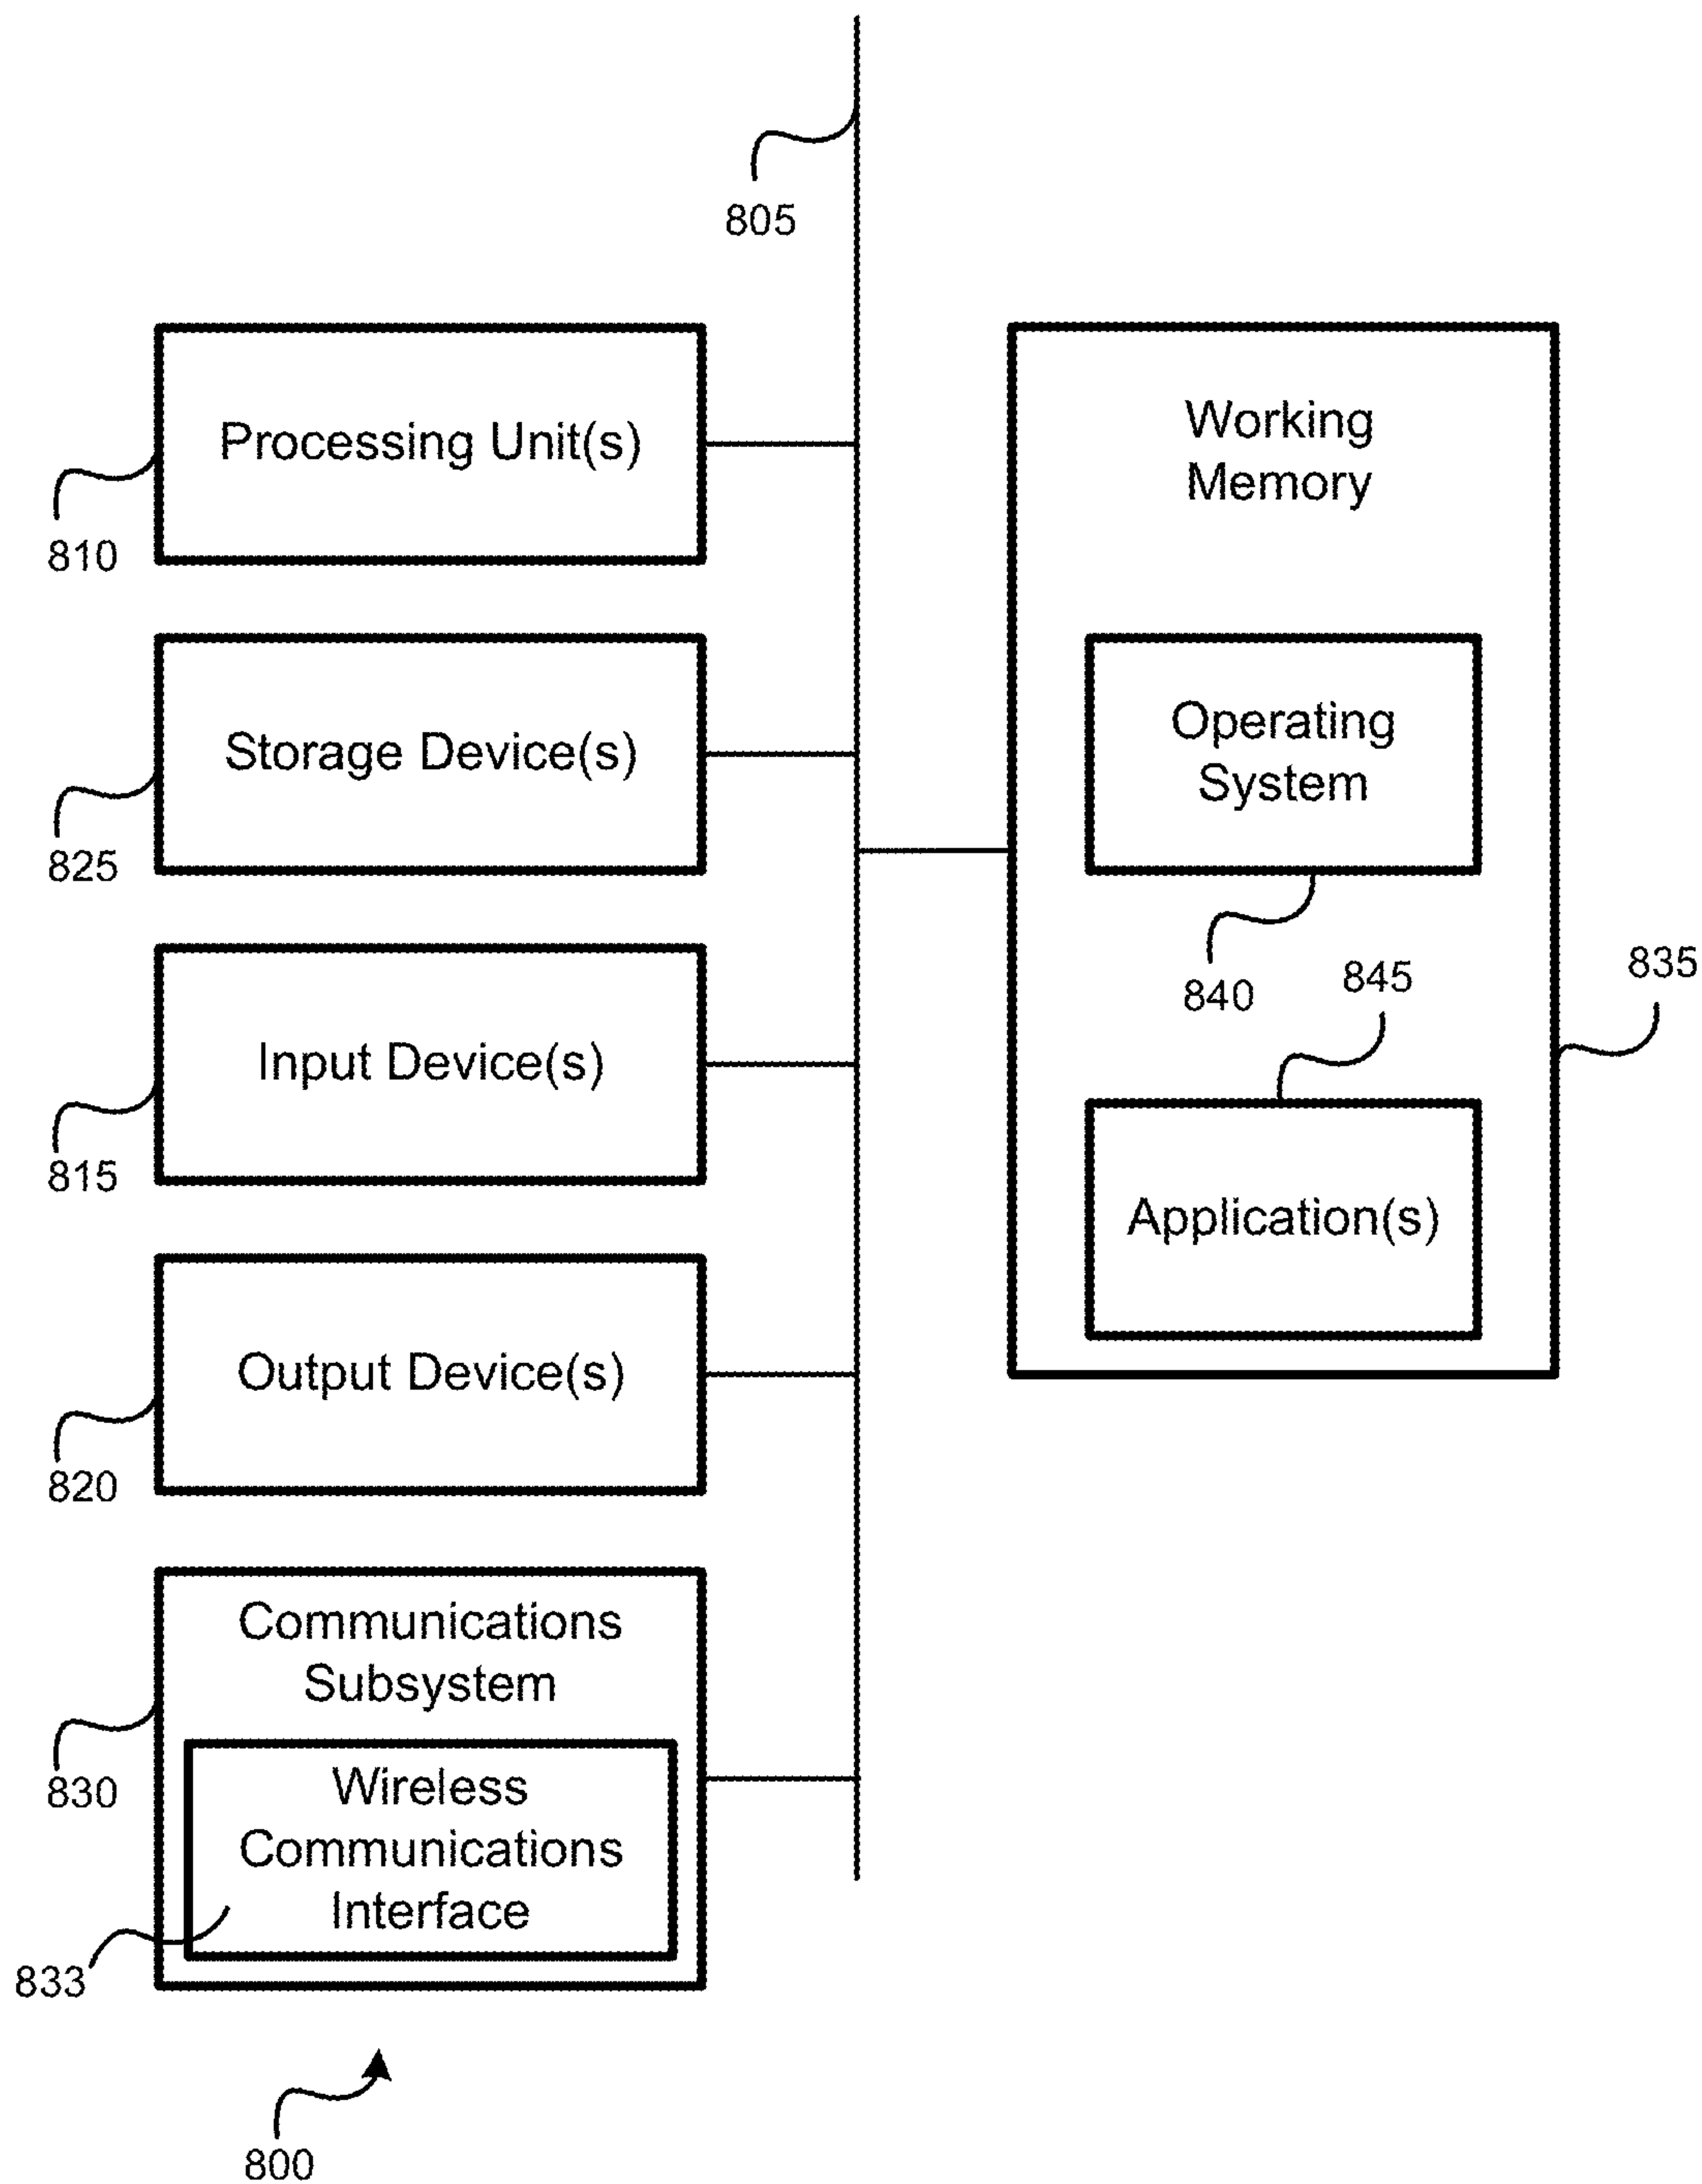 805
Processing Unit(s)
810
Storage Device(s)
825
Input Device(s)
815
Output Device(s)
820
Communications
Subsystem
830
Wireless
Communications
Interface
833
800
Working
Memory
Operating
System
840
845
835
Application(s)